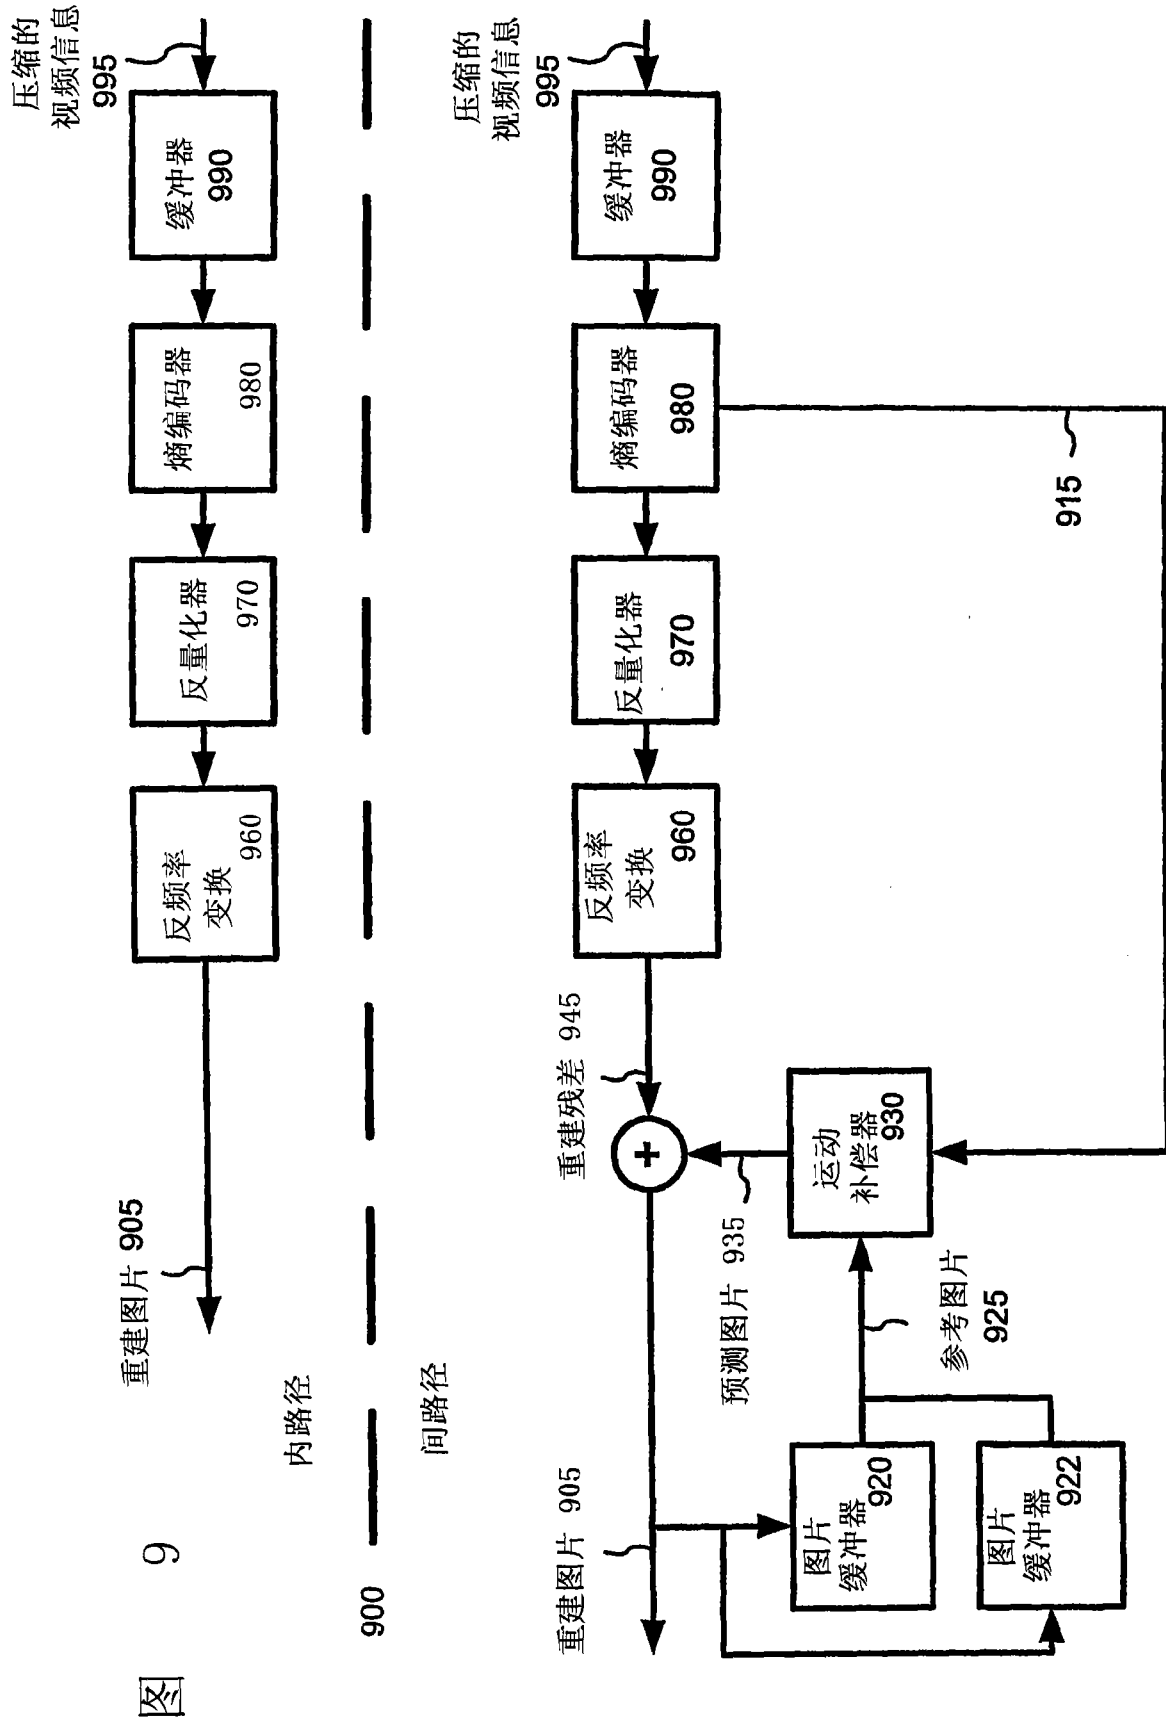 图 9
900
内路径
重建图片 905
反频率
变换
960
反量化器
970
熵编码器
980
缓冲器
990
压缩的
视频信息
995
间路径
重建图片 905
重建残差 945
+
反频率
变换
960
反量化器
970
熵编码器
980
缓冲器
990
压缩的
视频信息
995
915
预测图片 935
运动
补偿器
930
参考图片
925
图片
缓冲器
920
图片
缓冲器
922